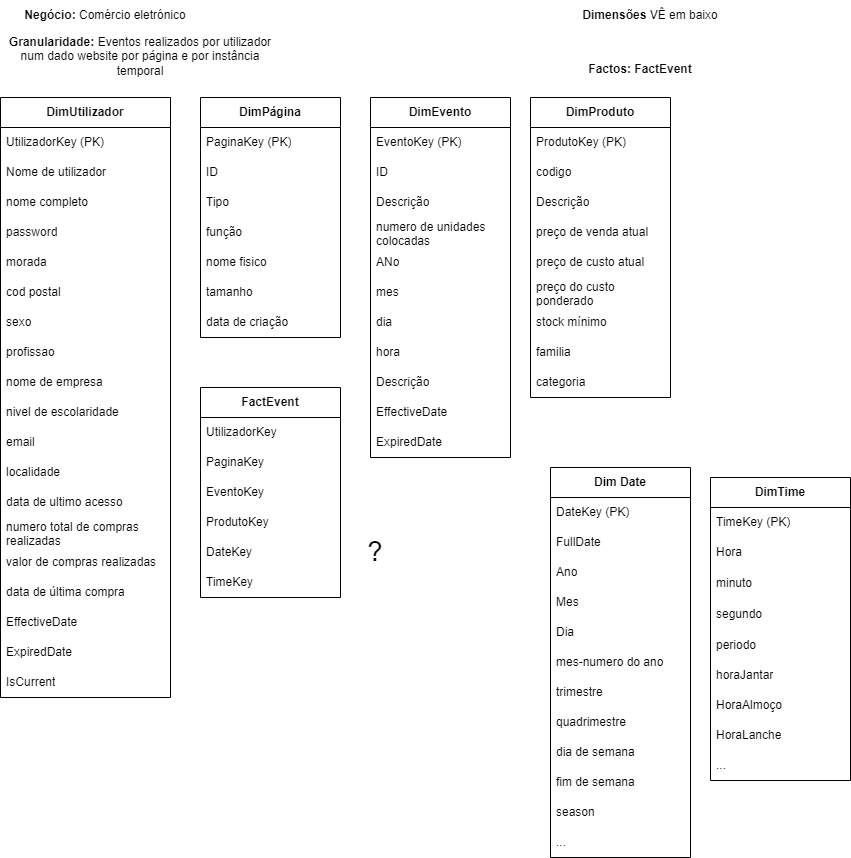 Negócio: Comércio eletrónico
Granularidade: Eventos realizados por utilizador
num dado website por página e por instância
temporal
Dimensões VÊ em baixo
Factos: FactEvent
DimUtilizador
UtilizadorKey (PK)
Nome de utilizador
nome completo
password
morada
cod postal
sexo
profissao
nome de empresa
nivel de escolaridade
email
localidade
data de ultimo acesso
numero total de compras
realizadas
valor de compras realizadas
data de última compra
EffectiveDate
ExpiredDate
IsCurrent
DimPágina
PaginaKey (PK)
ID
Tipo
função
nome fisico
tamanho
data de criação
FactEvent
UtilizadorKey
PaginaKey
EventoKey
ProdutoKey
DateKey
TimeKey
?
DimEvento
EventoKey (PK)
ID
Descrição
numero de unidades
colocadas
ANo
mes
dia
hora
Descrição
EffectiveDate
ExpiredDate
DimProduto
ProdutoKey (PK)
codigo
Descrição
preço de venda atual
preço de custo atual
preço do custo
ponderado
stock mínimo
familia
categoria
Dim Date
DateKey (PK)
FullDate
Ano
Mes
Dia
mes-numero do ano
trimestre
quadrimestre
dia de semana
fim de semana
season
...
DimTime
TimeKey (PK)
Hora
minuto
segundo
periodo
horaJantar
HoraAlmoço
HoraLanche
...